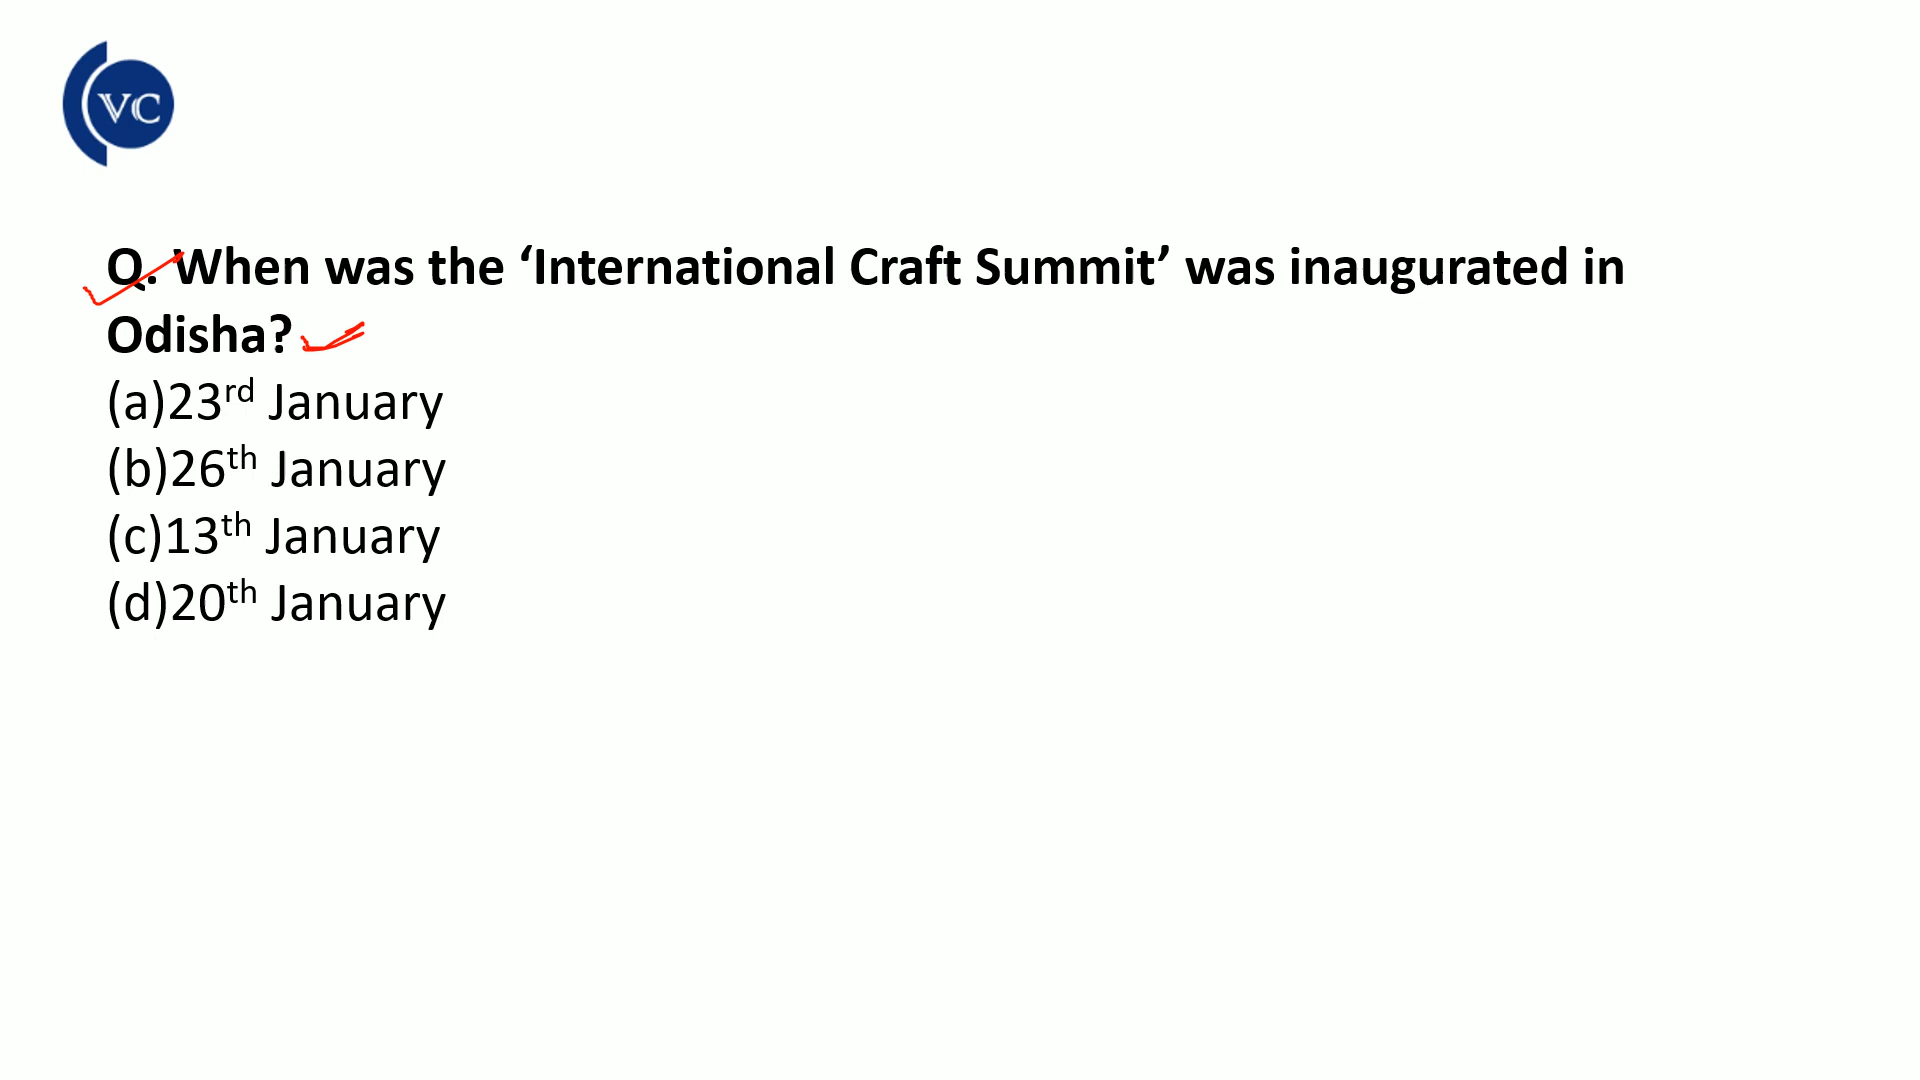 VC
Q. When was the ‘International Craft Summit’ was inaugurated in
Odisha?
(a)23rd January
(b)26th January
(c)13th January
(d)20th January